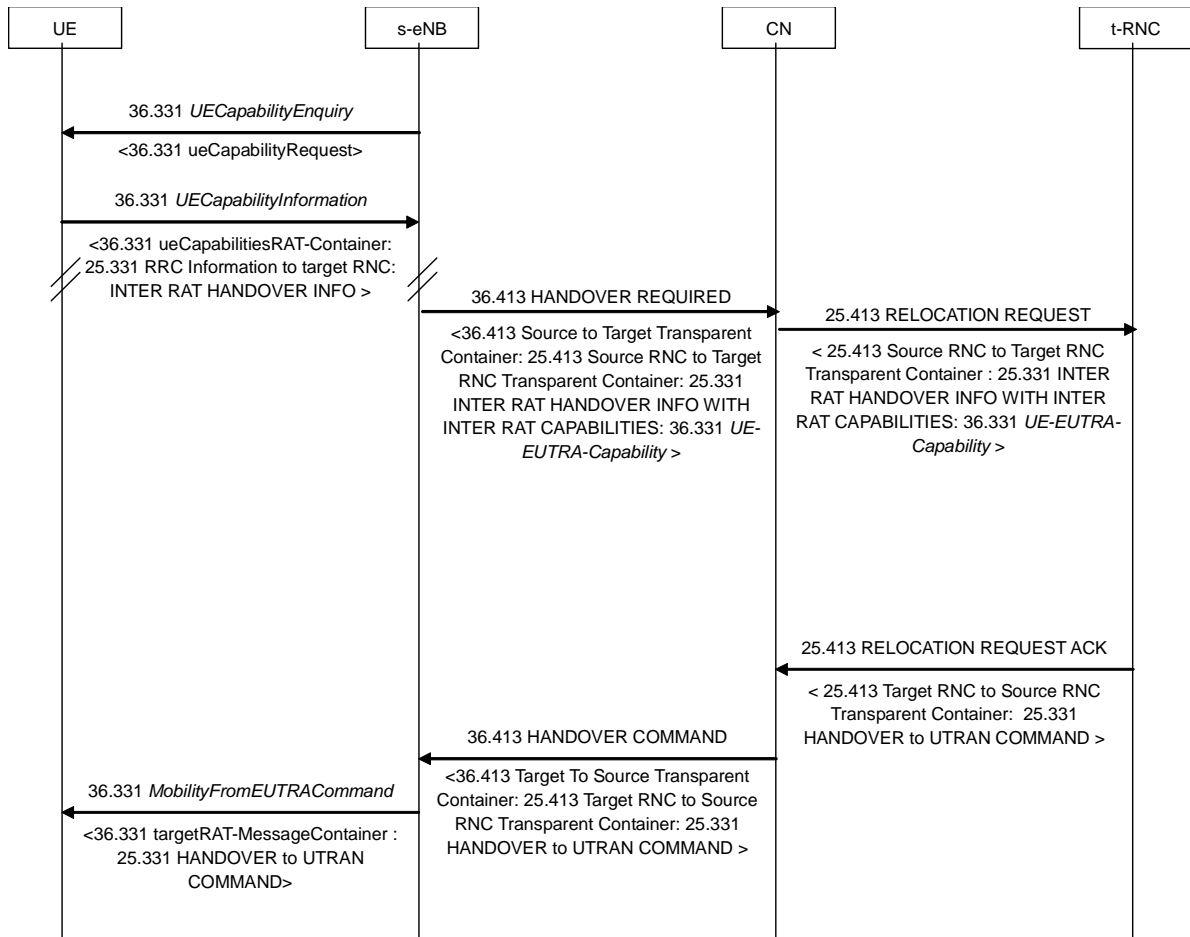 UE
s-eNB
CN
t-RNC
36.331 UECapabilityEnquiry
<36.331 ueCapabilityRequest>
36.331 UECapabilityInformation
<36.331 ueCapabilitiesRAT-Container:
25.331 RRC Information to target RNC:
INTER RAT HANDOVER INFO >
36.413 HANDOVER REQUIRED
<36.413 Source to Target Transparent
Container: 25.413 Source RNC to Target
RNC Transparent Container: 25.331
INTER RAT HANDOVER INFO WITH
INTER RAT CAPABILITIES: 36.331 UE-
EUTRA-Capability >
25.413 RELOCATION REQUEST
< 25.413 Source RNC to Target RNC
Transparent Container : 25.331 INTER
RAT HANDOVER INFO WITH INTER
RAT CAPABILITIES: 36.331 UE-EUTRA-
Capability >
25.413 RELOCATION REQUEST ACK
< 25.413 Target RNC to Source RNC
Transparent Container:  25.331
HANDOVER to UTRAN COMMAND >
36.413 HANDOVER COMMAND
<36.413 Target To Source Transparent
Container: 25.413 Target RNC to Source
RNC Transparent Container: 25.331
HANDOVER to UTRAN COMMAND >
36.331 MobilityFromEUTRACommand
<36.331 targetRAT-MessageContainer :
25.331 HANDOVER to UTRAN
COMMAND>